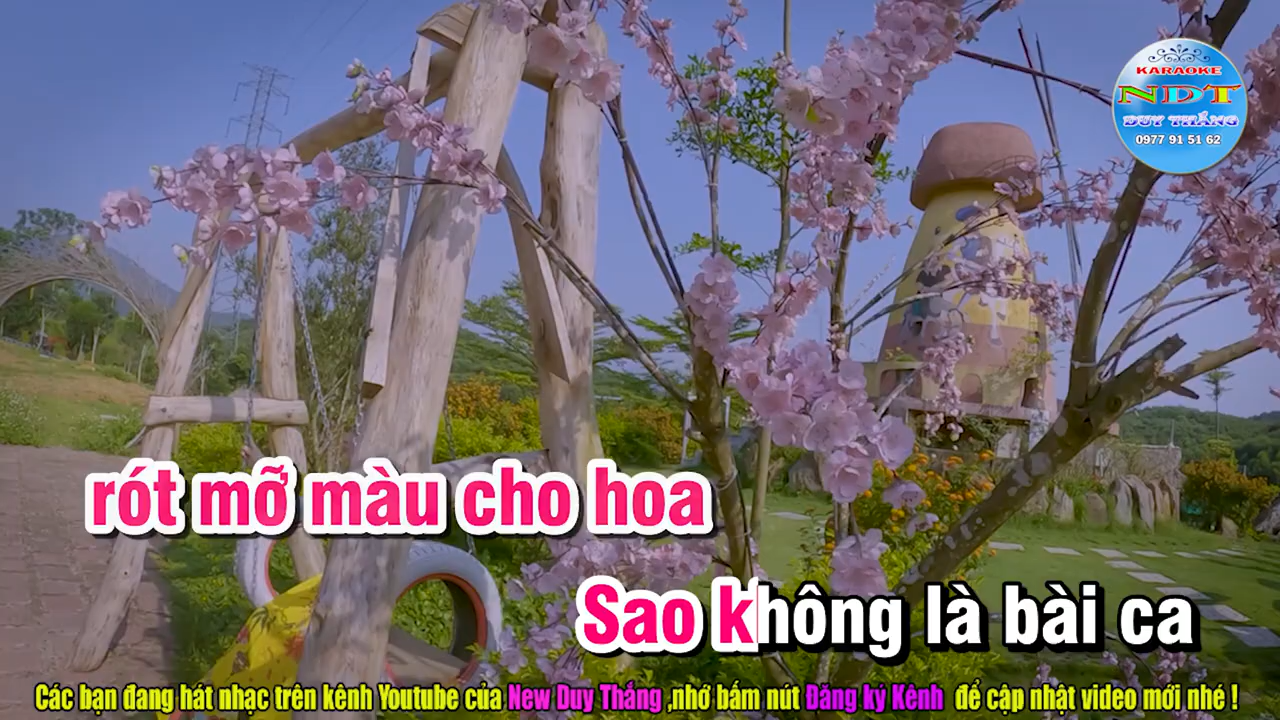 KARAOKE
NDT
DUY THẮNG
0977 91 51 62
rót mỡ màu cho hoa
Sao không là bài ca
Các bạn đang hát nhạc trên kênh Youtube của New Duy Thắng ,nhớ bấm nút Đăng ký Kênh để cập nhật video mới nhé !